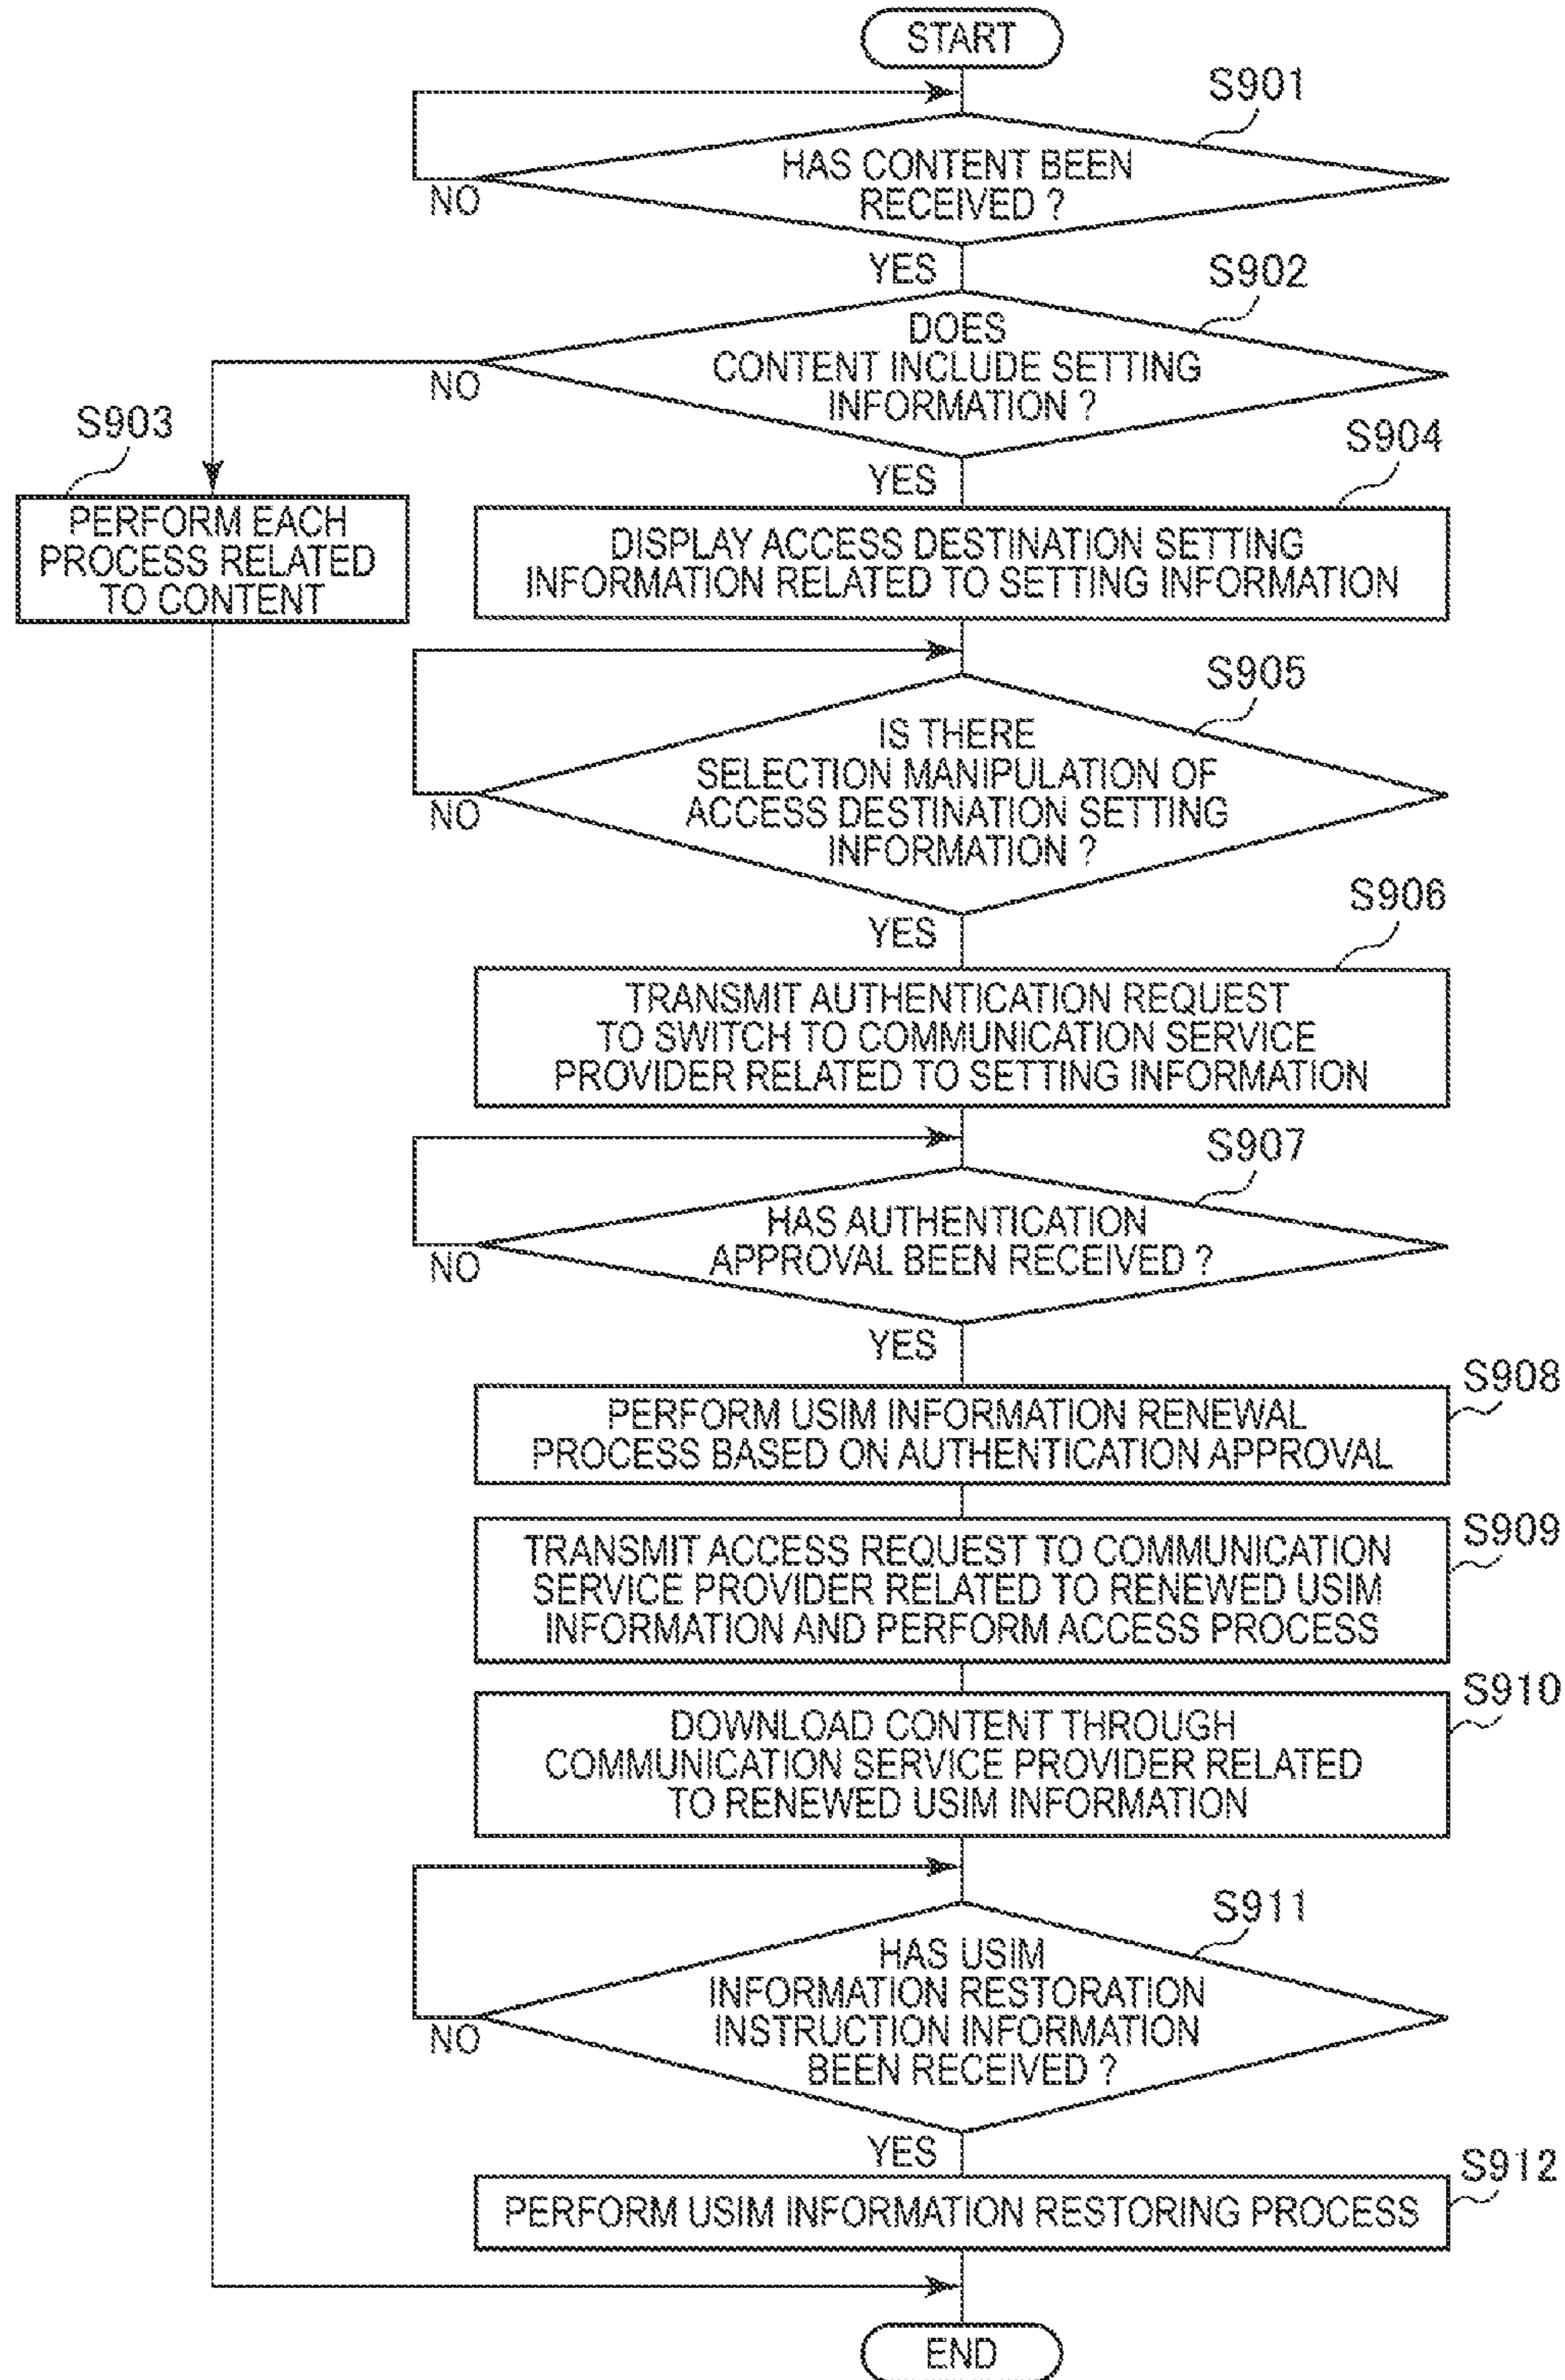 START
S901
HAS CONTENT BEEN
RECEIVED ?
NO
YES
S902
DOES
CONTENT INCLUDE SETTING
INFORMATION ?
NO
S903
PERFORM EACH
PROCESS RELATED
TO CONTENT
YES
S904
DISPLAY ACCESS DESTINATION SETTING
INFORMATION RELATED TO SETTING INFORMATION
S905
IS THERE
SELECTION MANIPULATION OF
ACCESS DESTINATION SETTING
INFORMATION ?
NO
YES
S906
TRANSMIT AUTHENTICATION REQUEST
TO SWITCH TO COMMUNICATION SERVICE
PROVIDER RELATED TO SETTING INFORMATION
S907
HAS AUTHENTICATION
APPROVAL BEEN RECEIVED ?
NO
YES
S908
PERFORM USIM INFORMATION RENEWAL
PROCESS BASED ON AUTHENTICATION APPROVAL
S909
TRANSMIT ACCESS REQUEST TO COMMUNICATION
SERVICE PROVIDER RELATED TO RENEWED USIM
INFORMATION AND PERFORM ACCESS PROCESS
S910
DOWNLOAD CONTENT THROUGH
COMMUNICATION SERVICE PROVIDER RELATED
TO RENEWED USIM INFORMATION
S911
HAS USIM
INFORMATION RESTORATION
INSTRUCTION INFORMATION
BEEN RECEIVED ?
NO
YES
S912
PERFORM USIM INFORMATION RESTORING PROCESS
END